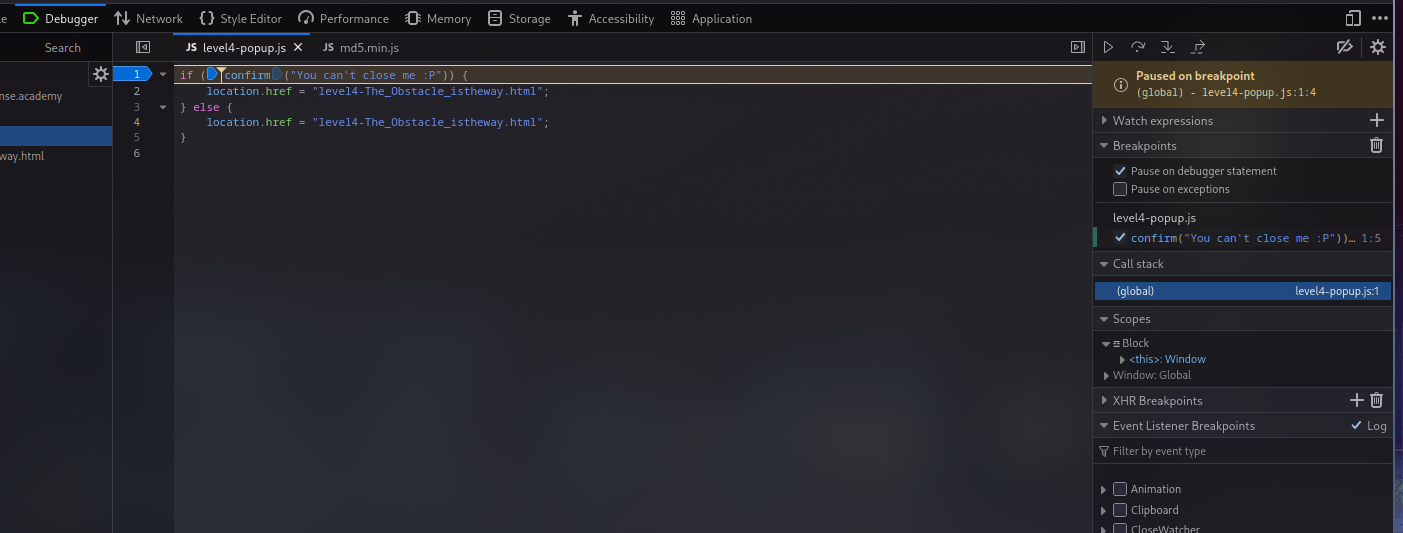 le Debugger Network Style Editor Performance Memory Storage Accessibility Application
Search
JS level4-popup.js JS md5.min.js
nse.academy
way.html
1 if ( confirm ("You can't close me :P")) {
2 location.href = "level4-The_Obstacle_istheway.html";
3 } else {
4 location.href = "level4-The_Obstacle_istheway.html";
5 }
6
Paused on breakpoint
(global) - level4-popup.js:1:4
Watch expressions
Breakpoints
Pause on debugger statement
Pause on exceptions
level4-popup.js
confirm("You can't close me :P"))… 1:5
Call stack
(global) level4-popup.js:1
Scopes
Block
<this>: Window
Window: Global
XHR Breakpoints
Event Listener Breakpoints Log
Filter by event type
Animation
Clipboard
CloseWatcher